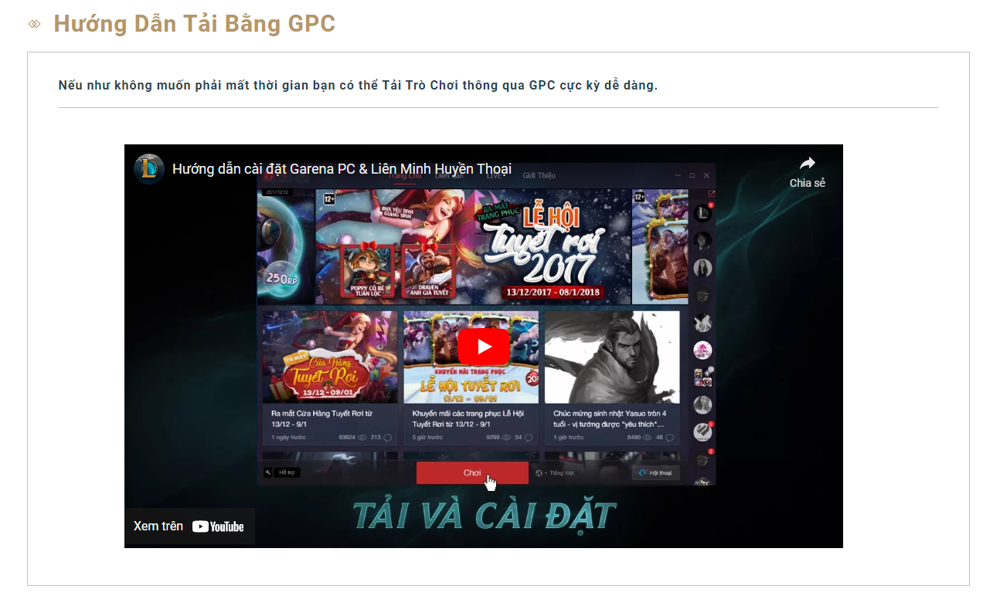 Hướng Dẫn Tải Bằng GPC
Nếu như không muốn phải mất thời gian bạn có thể Tải Trò Chơi thông qua GPC cực kỳ dễ dàng.
Hướng dẫn cài đặt Garena PC & Liên Minh Huyền Thoại
Chia sẻ
Trang Chủ Diễn đàn LIVE Giới Thiệu
20171212
12+
12+
JINX YÊU TINH
GIÁNG SINH
RA MẮT
TRANG PHỤC
LỄ HỘI
Tuyết rơi
2017
250RP
POPPY CÔ BÉ
TUẦN LỘC
DRAVEN
ANH GIÀ TUYẾT
13/12/2017 - 08/1/2018
RA MẮT
Cửa Hàng
Tuyết Rơi
13/12 - 09/01
KHUYẾN MÃI TRANG PHỤC
LỄ HỘI TUYẾT RƠI
13/12 - 09/01
Ra mắt Cửa Hàng Tuyết Rơi từ
13/12 - 9/1
1 ngày trước 63624 213
Khuyến mãi các trang phục Lễ Hội
Tuyết Rơi từ 13/12 - 9/1
5 giờ trước 9299 54
Chúc mừng sinh nhật Yasuo tròn 4
tuổi - vị tướng được "yêu thích"...
1 giờ trước 6490 48
Hỗ trợ
Chơi
Tiếng Việt
Hội thoại
TẢI VÀ CÀI ĐẶT
Xem trên YouTube